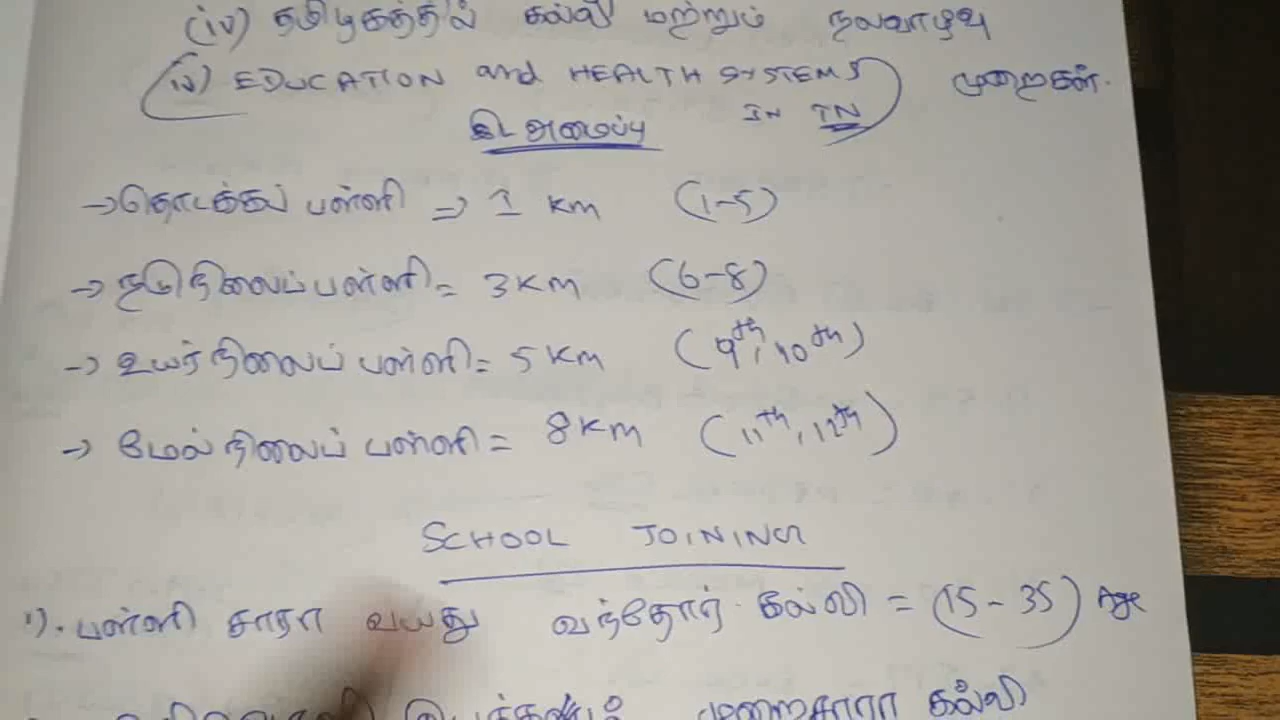 (iv) தமிழகத்தில் கல்வி மற்றும் நலவாழ்வு
முறைகள்.
(iv) EDUCATION and HEALTH SYSTEMS
IN TN
இட அமைப்பு
→ தொடக்கப் பள்ளி ⇒ 1 km (1-5)
→ நடுநிலைப்பள்ளி = 3 KM (6-8)
→ உயர்நிலைப் பள்ளி = 5 KM (9th, 10th)
→ மேல்நிலைப் பள்ளி = 8 KM (11th, 12th)
SCHOOL JOINING
1). பள்ளி சாரா வயது வந்தோர் கல்வி = (15-35) Age
முறைசாரா கல்வி